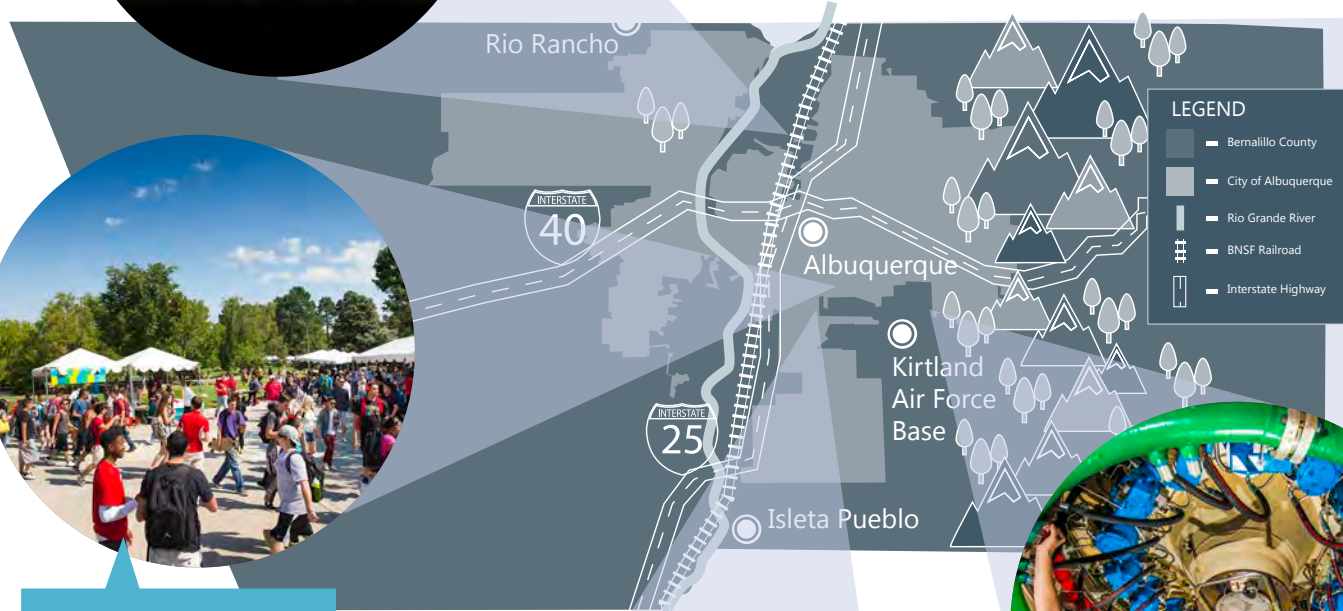 Rio Rancho
LEGEND
Bernalillo County
City of Albuquerque
Rio Grande River
BNSF Railroad
Interstate Highway
INTERSTATE
40
Albuquerque
Kirtland
Air Force
Base
INTERSTATE
25
Isleta Pueblo